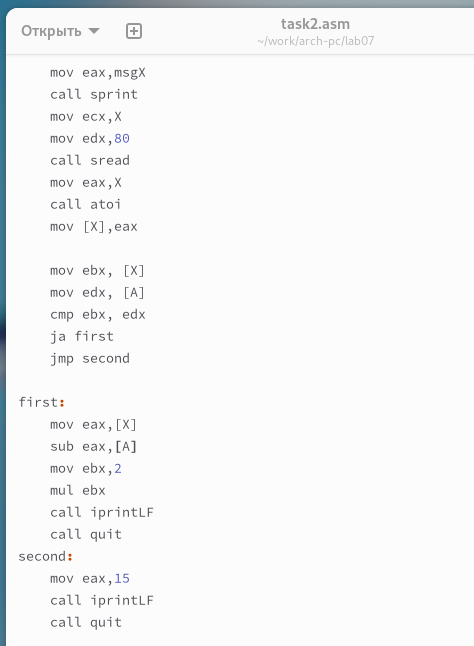 Открыть
task2.asm
~/work/arch-pc/lab07
mov eax,msgX
call sprint
mov ecx,X
mov edx,80
call sread
mov eax,X
call atoi
mov [X],eax
mov ebx, [X]
mov edx, [A]
cmp ebx, edx
ja first
jmp second
first:
mov eax,[X]
sub eax,[A]
mov ebx,2
mul ebx
call iprintLF
call quit
second:
mov eax,15
call iprintLF
call quit